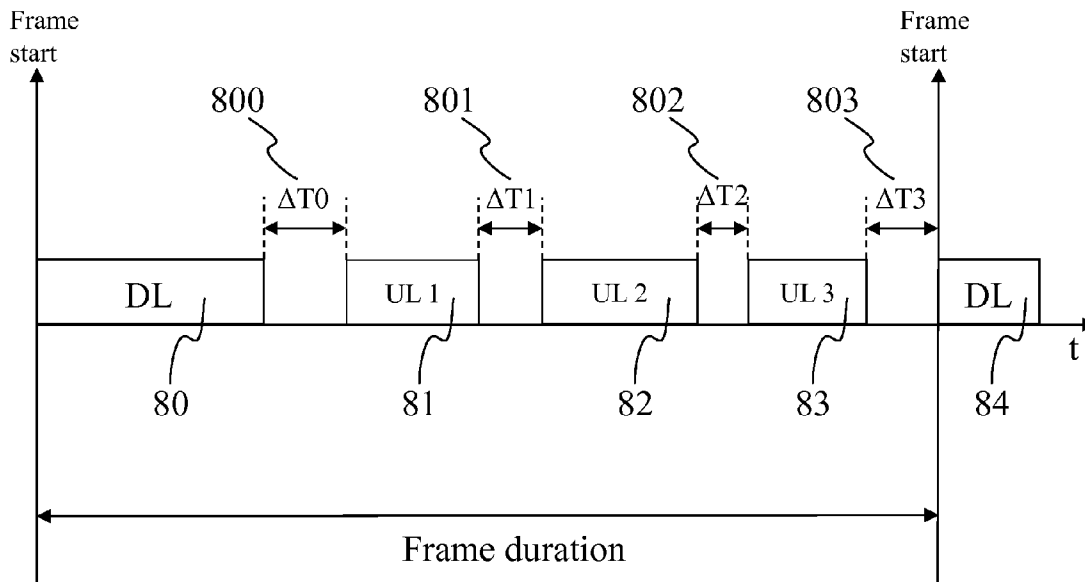 Frame
start
Frame
start
800
801
802
803
ΔT0
ΔT1
ΔT2
ΔT3
DL
UL 1
UL 2
UL 3
DL
t
80
81
82
83
84
Frame duration